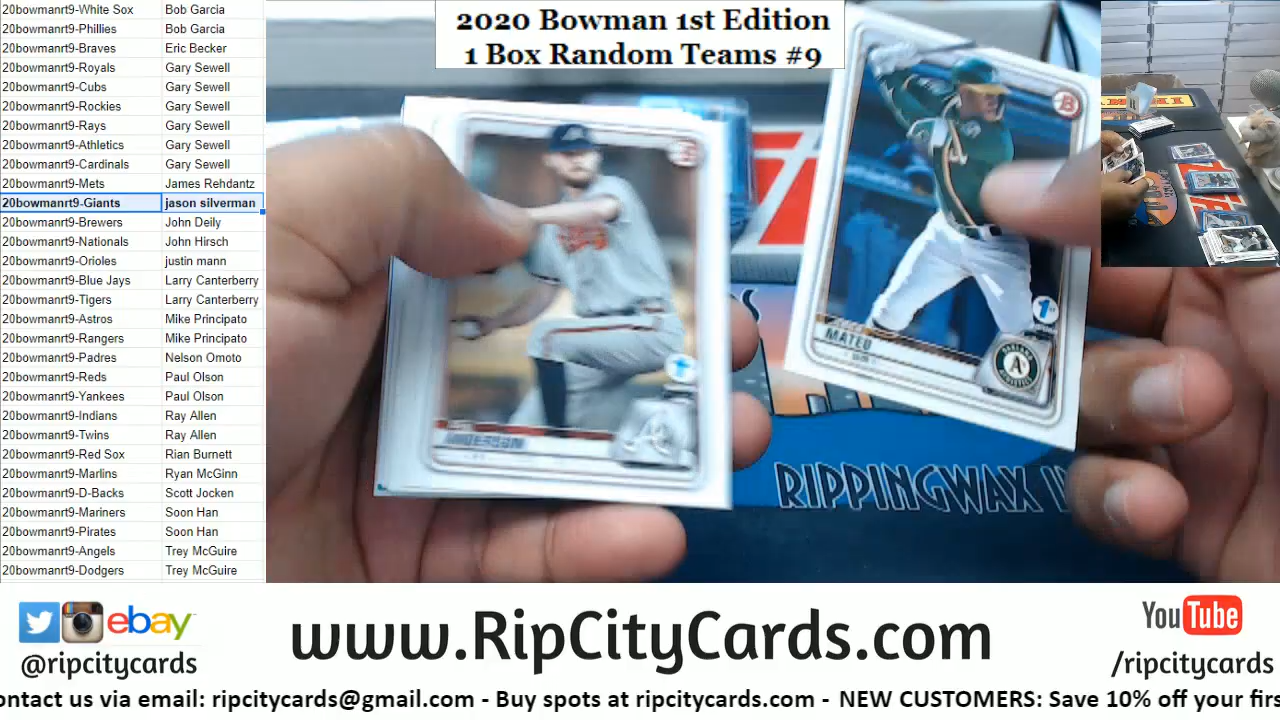 2020 Bowman 1st Edition
1 Box Random Teams #9
20bowmanrt9-White Sox Bob Garcia
20bowmanrt9-Phillies Bob Garcia
20bowmanrt9-Braves Eric Becker
20bowmanrt9-Royals Gary Sewell
20bowmanrt9-Cubs Gary Sewell
20bowmanrt9-Rockies Gary Sewell
20bowmanrt9-Rays Gary Sewell
20bowmanrt9-Athletics Gary Sewell
20bowmanrt9-Cardinals Gary Sewell
20bowmanrt9-Mets James Rehdantz
20bowmanrt9-Giants jason silverman
20bowmanrt9-Brewers John Deily
20bowmanrt9-Nationals John Hirsch
20bowmanrt9-Orioles justin mann
20bowmanrt9-Blue Jays Larry Canterberry
20bowmanrt9-Tigers Larry Canterberry
20bowmanrt9-Astros Mike Principato
20bowmanrt9-Rangers Mike Principato
20bowmanrt9-Padres Nelson Omoto
20bowmanrt9-Reds Paul Olson
20bowmanrt9-Yankees Paul Olson
20bowmanrt9-Indians Ray Allen
20bowmanrt9-Twins Ray Allen
20bowmanrt9-Red Sox Rian Burnett
20bowmanrt9-Marlins Ryan McGinn
20bowmanrt9-D-Backs Scott Jocken
20bowmanrt9-Mariners Soon Han
20bowmanrt9-Pirates Soon Han
20bowmanrt9-Angels Trey McGuire
20bowmanrt9-Dodgers Trey McGuire
B
1st
MATEO
A's
ANDERSON
A
RIPPINGWAX
ebay
@ripcitycards
www.RipCityCards.com
YouTube
/ripcitycards
ontact us via email: ripcitycards@gmail.com - Buy spots at ripcitycards.com - NEW CUSTOMERS: Save 10% off your firs